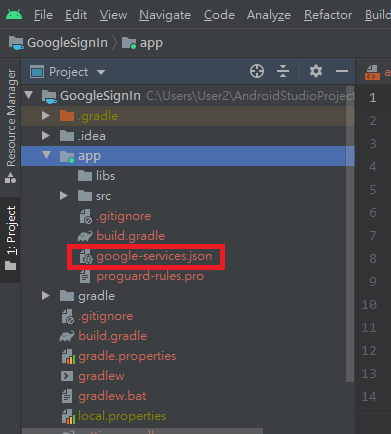 File Edit View Navigate Code Analyze Refactor Build
GoogleSignIn app
Project
GoogleSignIn C:\Users\User2\AndroidStudioProject
.gradle
.idea
app
libs
src
.gitignore
build.gradle
google-services.json
proguard-rules.pro
gradle
.gitignore
build.gradle
gradle.properties
gradlew
gradlew.bat
local.properties
Resource Manager
1: Project
a
1
2
3
4
5
6
7
8
9
10
11
12
13
14